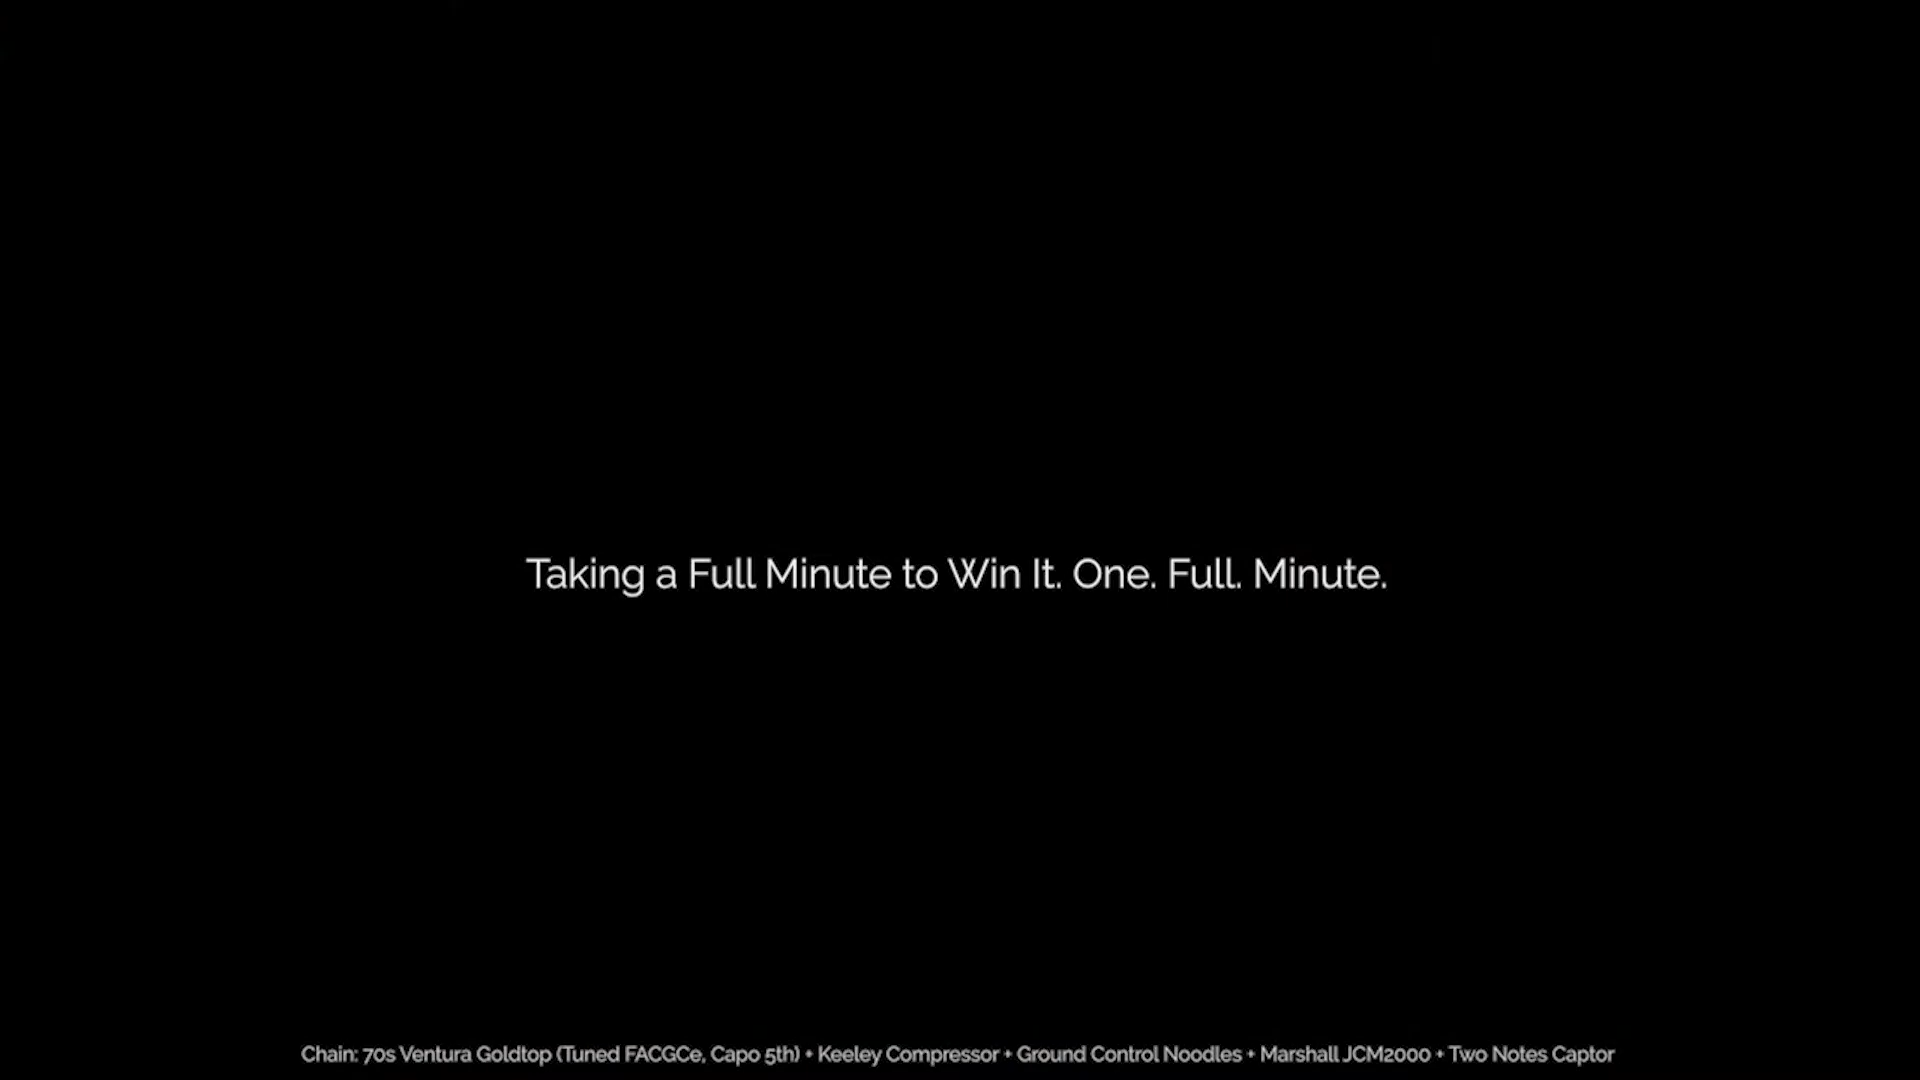 Taking a Full Minute to Win It. One. Full. Minute.
Chain: 70s Ventura Goldtop (Tuned FACGCe, Capo 5th) + Keeley Compressor + Ground Control Noodles + Marshall JCM2000 + Two Notes Captor